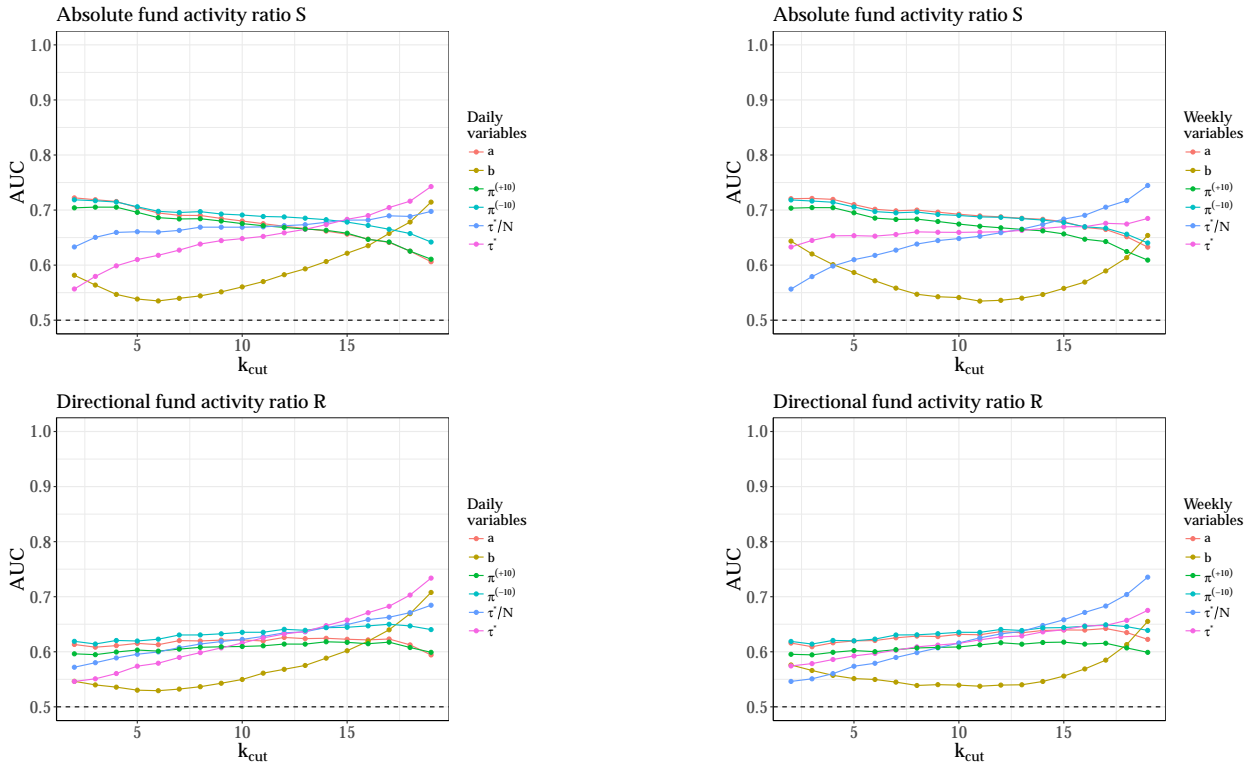 Absolute fund activity ratio S
1.0
0.9
0.8
0.7
0.6
0.5
AUC
5
10
15
k_cut
Daily
variables
a
b
π^(+10)
π^(−10)
τ*/N
τ*
Absolute fund activity ratio S
1.0
0.9
0.8
0.7
0.6
0.5
AUC
5
10
15
k_cut
Weekly
variables
a
b
π^(+10)
π^(−10)
τ*/N
τ*
Directional fund activity ratio R
1.0
0.9
0.8
0.7
0.6
0.5
AUC
5
10
15
k_cut
Daily
variables
a
b
π^(+10)
π^(−10)
τ*/N
τ*
Directional fund activity ratio R
1.0
0.9
0.8
0.7
0.6
0.5
AUC
5
10
15
k_cut
Weekly
variables
a
b
π^(+10)
π^(−10)
τ*/N
τ*